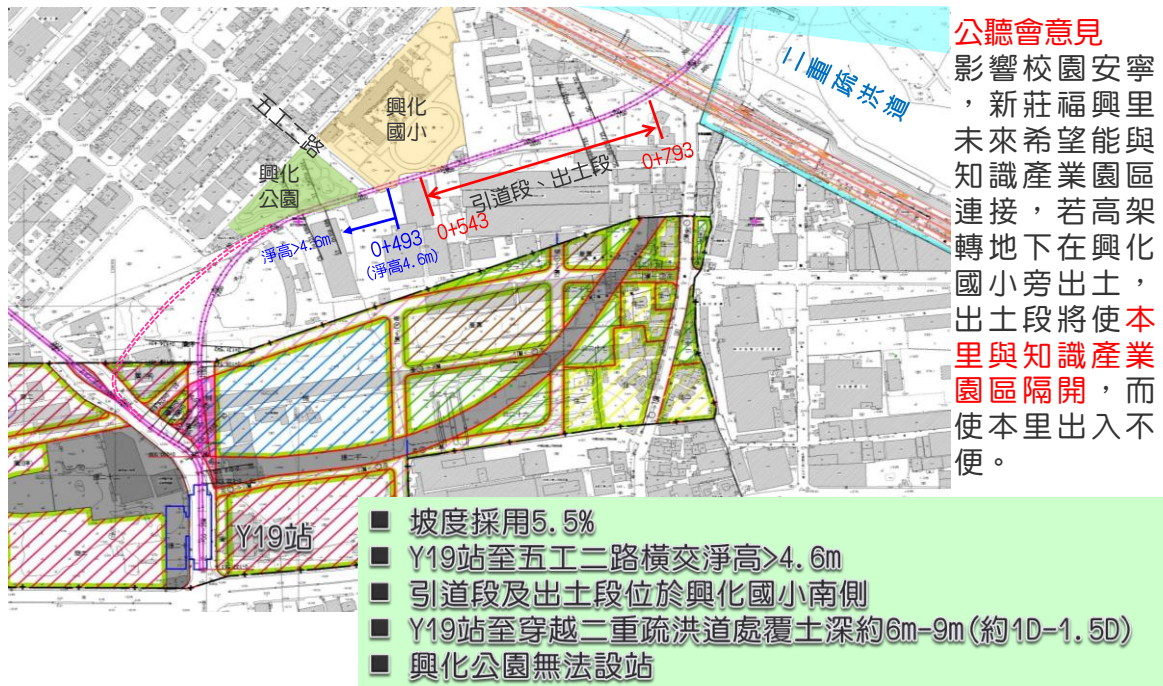 公聽會意見
影響校園安寧
，新莊福興里
未來希望能與
知識產業園區
連接，若高架
轉地下在興化
國小旁出土，
出土段將使本
里與知識產業
園區隔開，而
使本里出入不
便。
二重疏洪道
五工二路
興化
國小
興化
公園
引道段、出土段
0+793
0+543
0+493
(淨高4.6m)
淨高>4.6m
Y19站
■ 坡度採用5.5%
■ Y19站至五工二路橫交淨高>4.6m
■ 引道段及出土段位於興化國小南側
■ Y19站至穿越二重疏洪道處覆土深約6m-9m(約1D-1.5D)
■ 興化公園無法設站